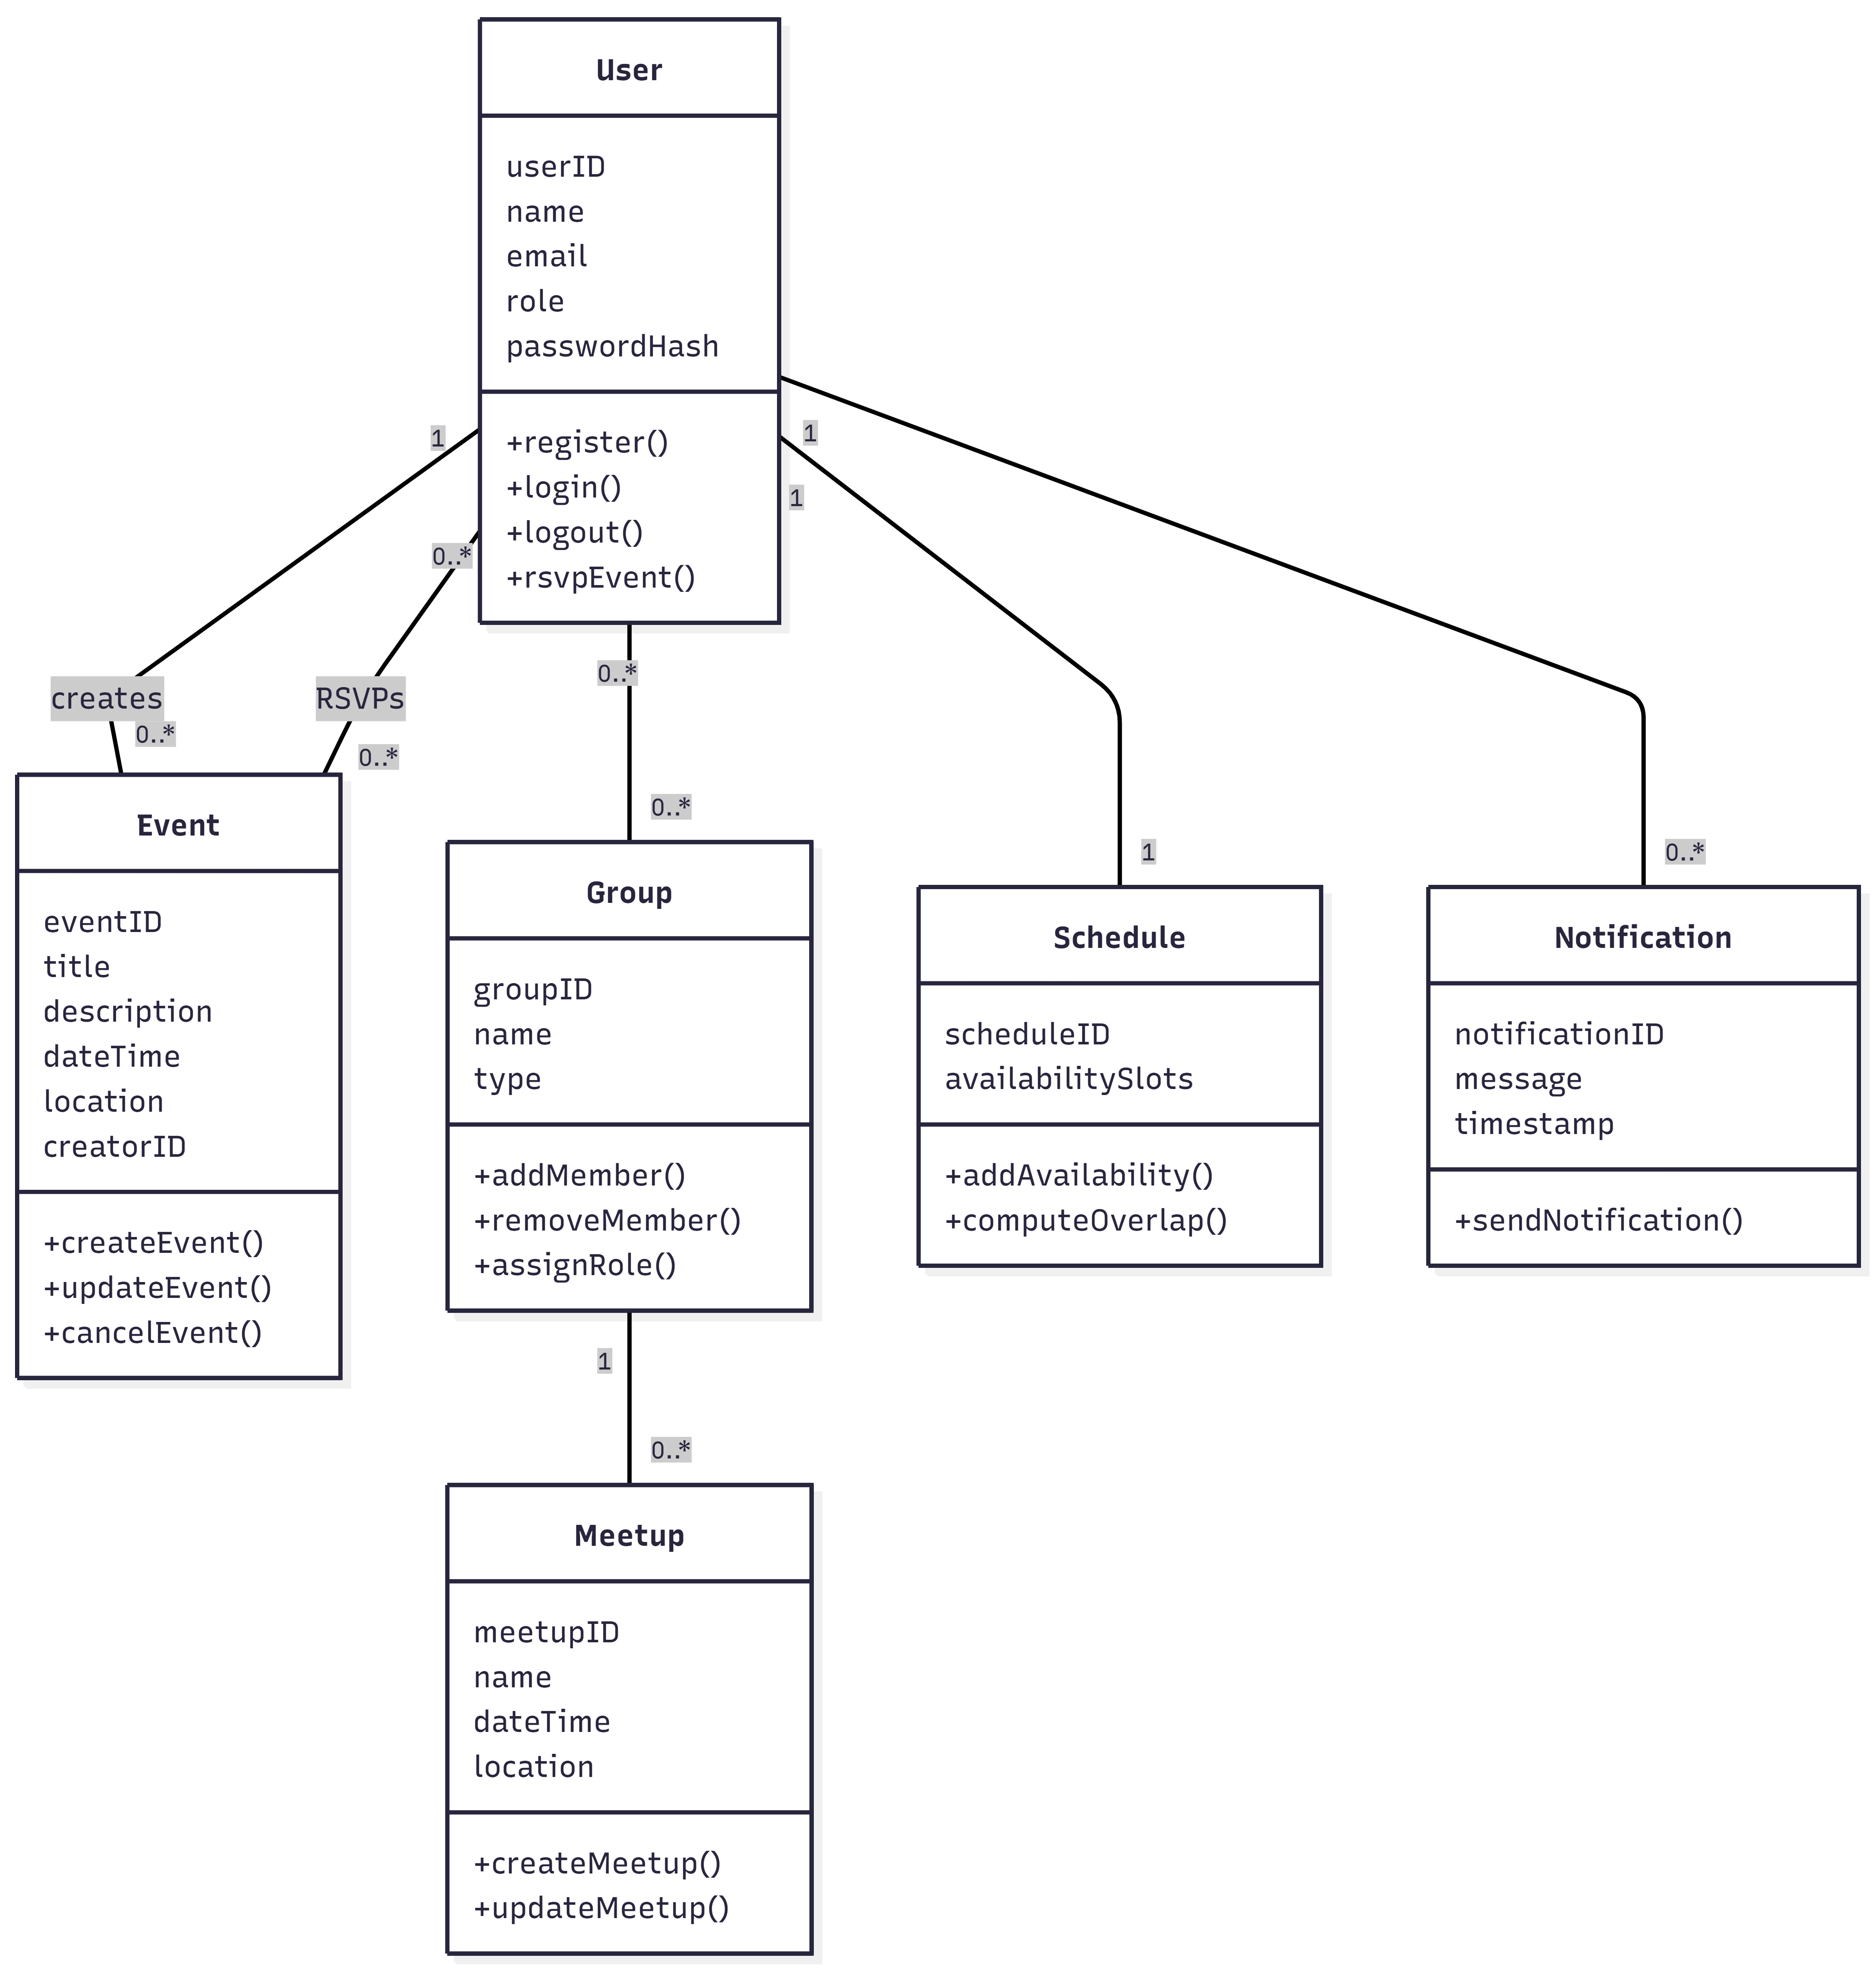 User
userID
name
email
role
passwordHash
+register()
+login()
+logout()
+rsvpEvent()
1
1
1
0..*
creates
RSVPs
0..*
0..*
0..*
0..*
1
0..*
Event
eventID
title
description
dateTime
location
creatorID
+createEvent()
+updateEvent()
+cancelEvent()
Group
groupID
name
type
+addMember()
+removeMember()
+assignRole()
Schedule
scheduleID
availabilitySlots
+addAvailability()
+computeOverlap()
Notification
notificationID
message
timestamp
+sendNotification()
1
0..*
Meetup
meetupID
name
dateTime
location
+createMeetup()
+updateMeetup()